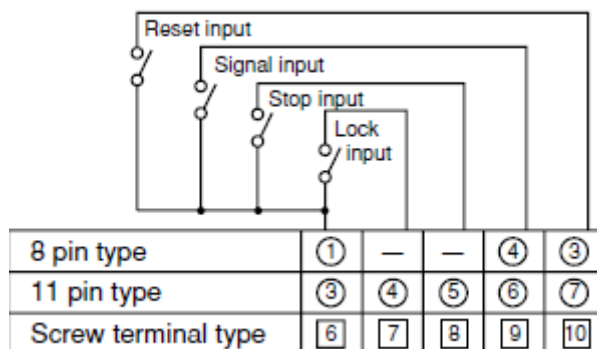 Reset input
Signal input
Stop input
Lock
input
8 pin type ① — — ④ ③
11 pin type ③ ④ ⑤ ⑥ ⑦
Screw terminal type 6 7 8 9 10